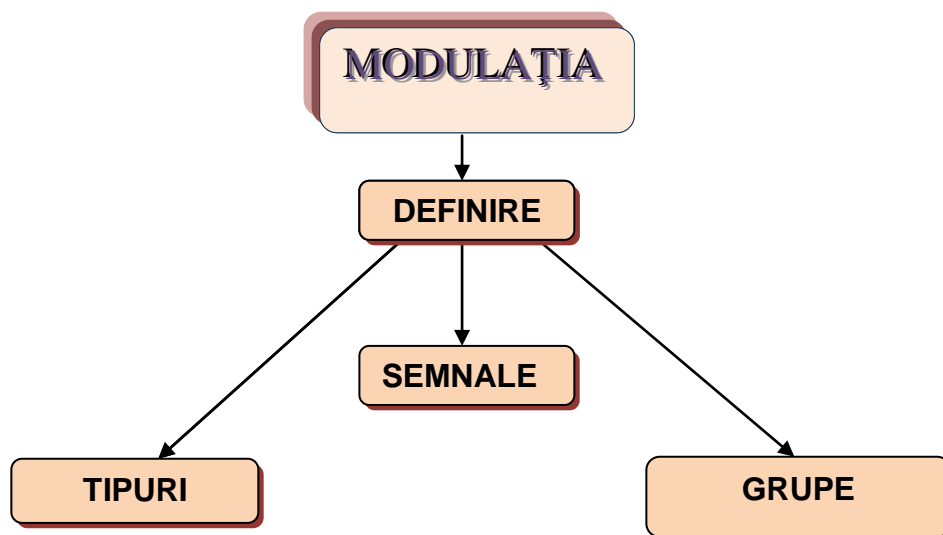 MODULAŢIA
DEFINIRE
SEMNALE
TIPURI
GRUPE